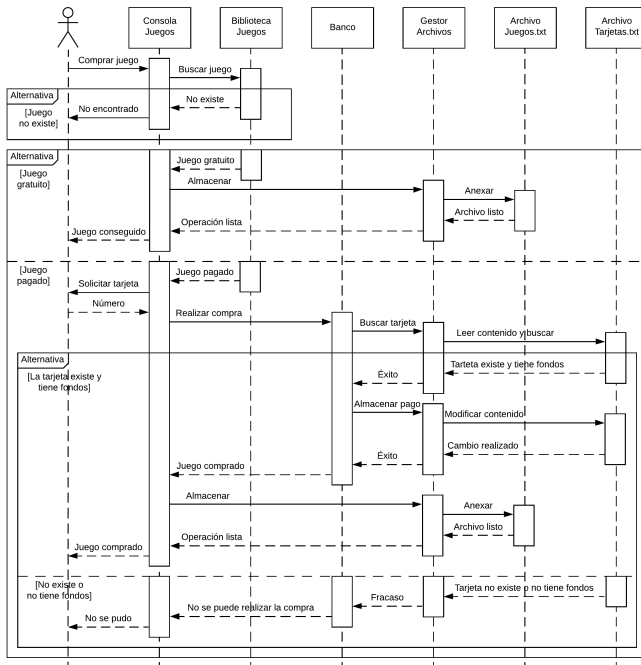 Consola
Juegos
Biblioteca
Juegos
Banco
Gestor
Archivos
Archivo
Juegos.txt
Archivo
Tarjetas.txt
Comprar juego
Buscar juego
Alternativa
[Juego
no existe]
No existe
No encontrado
Alternativa
[Juego
gratuito]
Juego gratuito
Almacenar
Anexar
Archivo listo
Operación lista
Juego conseguido
[Juego
pagado]
Juego pagado
Solicitar tarjeta
Número
Realizar compra
Buscar tarjeta
Leer contenido y buscar
Alternativa
[La tarjeta existe y
tiene fondos]
Tarteta existe y tiene fondos
Éxito
Almacenar pago
Modificar contenido
Cambio realizado
Éxito
Juego comprado
Almacenar
Anexar
Archivo listo
Operación lista
Juego comprado
[No existe o
no tiene fondos]
Tarjeta no existe o no tiene fondos
Fracaso
No se puede realizar la compra
No se pudo